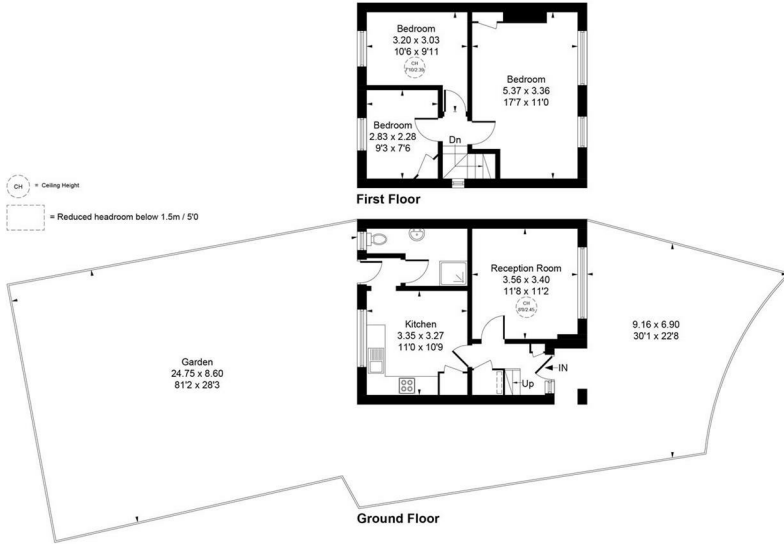 Bedroom
3.20 x 3.03
10'6 x 9'11
CH
Bedroom
5.37 x 3.36
17'7 x 11'0
Bedroom
2.83 x 2.28
9'3 x 7'6
Dn
First Floor
CH = Ceiling Height
= Reduced headroom below 1.5m / 5'0
Reception Room
3.56 x 3.40
11'8 x 11'2
CH
Kitchen
3.35 x 3.27
11'0 x 10'9
Up
IN
9.16 x 6.90
30'1 x 22'8
Garden
24.75 x 8.60
81'2 x 28'3
Ground Floor